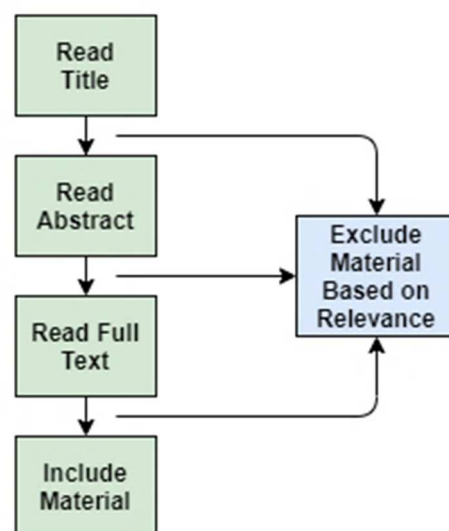 Read
Title
Read
Abstract
Exclude
Material
Based on
Relevance
Read Full
Text
Include
Material